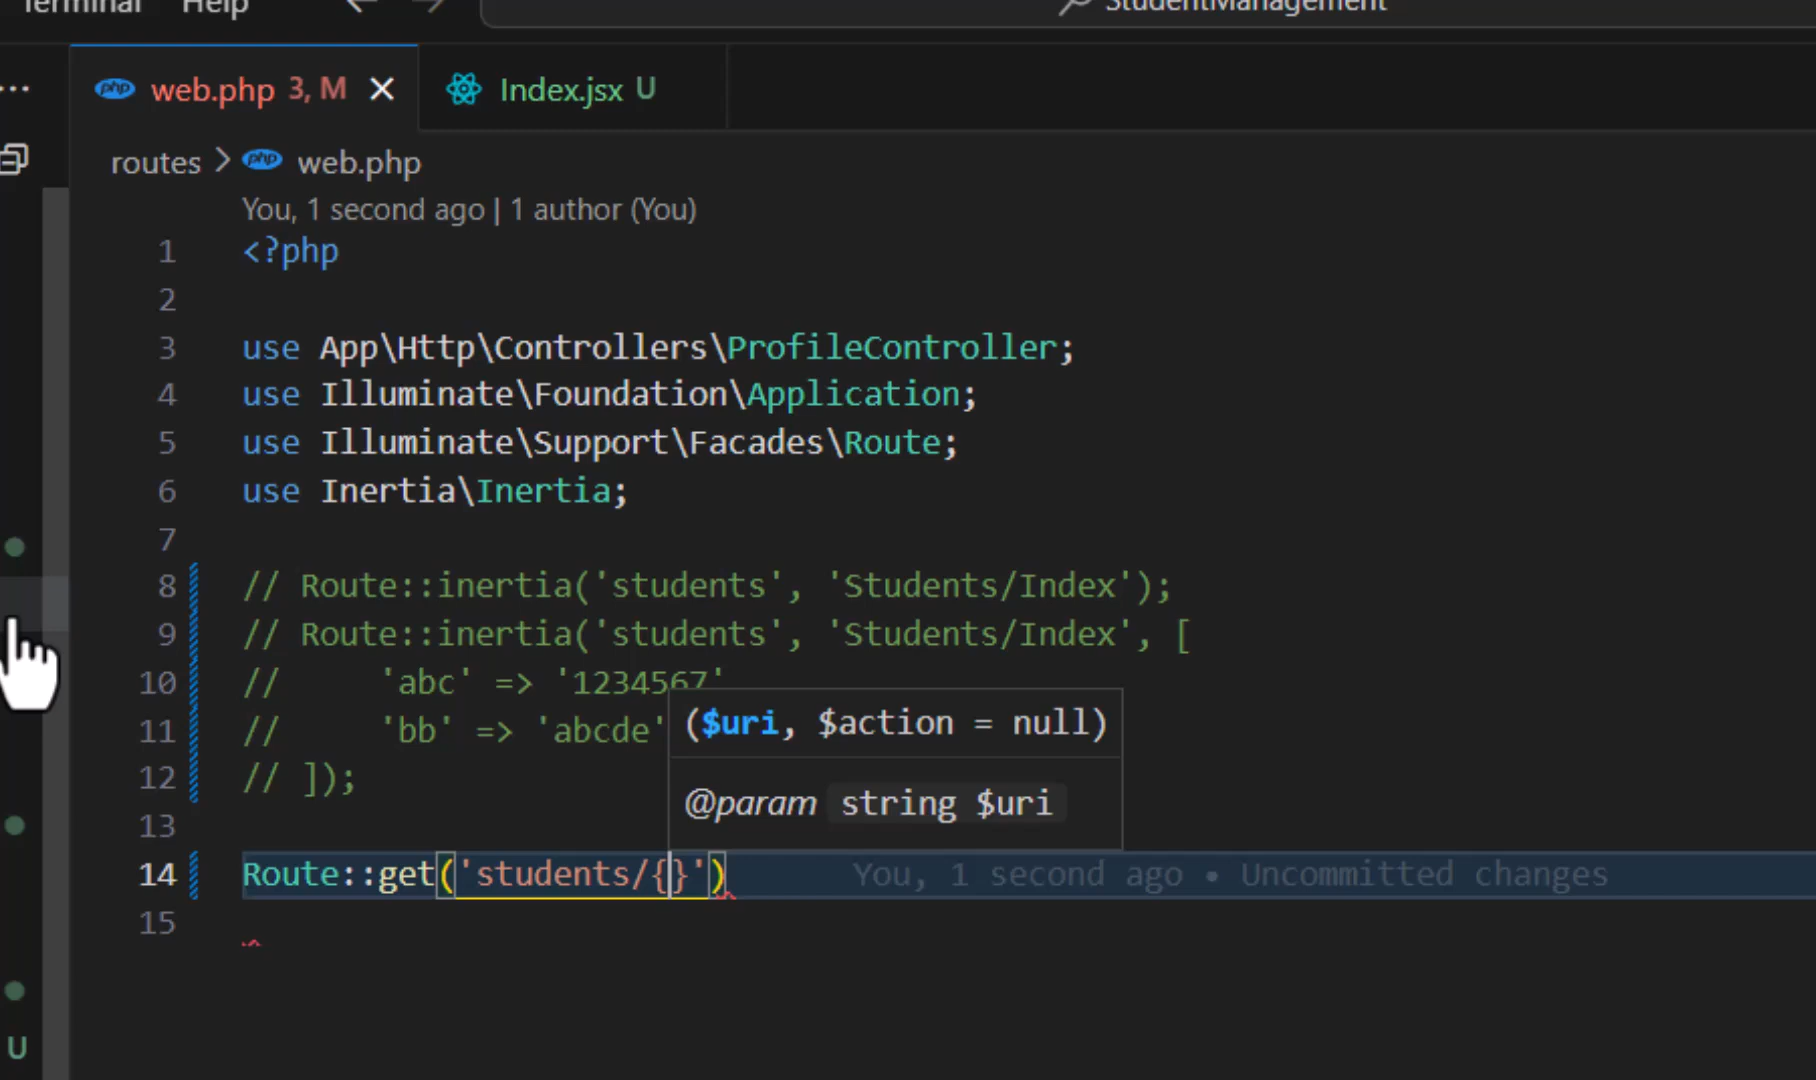 Terminal Help
StudentManagement
php web.php 3, M Index.jsx U
routes > php web.php
You, 1 second ago | 1 author (You)
1 <?php
2
3 use App\Http\Controllers\ProfileController;
4 use Illuminate\Foundation\Application;
5 use Illuminate\Support\Facades\Route;
6 use Inertia\Inertia;
7
8 // Route::inertia('students', 'Students/Index');
9 // Route::inertia('students', 'Students/Index', [
10 //     'abc' => '1234567'
11 //     'bb' => 'abcde'
12 // ]);
($uri, $action = null)
@param string $uri
13
14 Route::get('students/{}') You, 1 second ago • Uncommitted changes
15
U